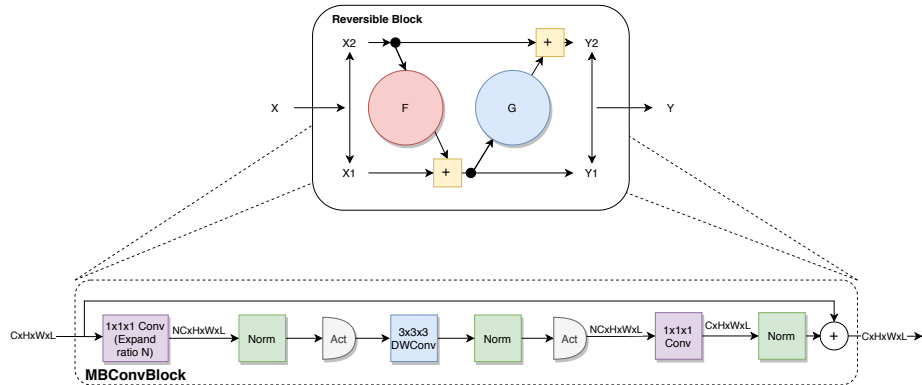 Reversible Block
X2
+
Y2
X
F
G
Y
X1
+
Y1
CxHxWxL
1x1x1 Conv
(Expand
ratio N)
NCxHxWxL
Norm
Act
3x3x3
DWConv
Norm
Act
NCxHxWxL
1x1x1
Conv
CxHxWxL
Norm
+
CxHxWxL
MBConvBlock